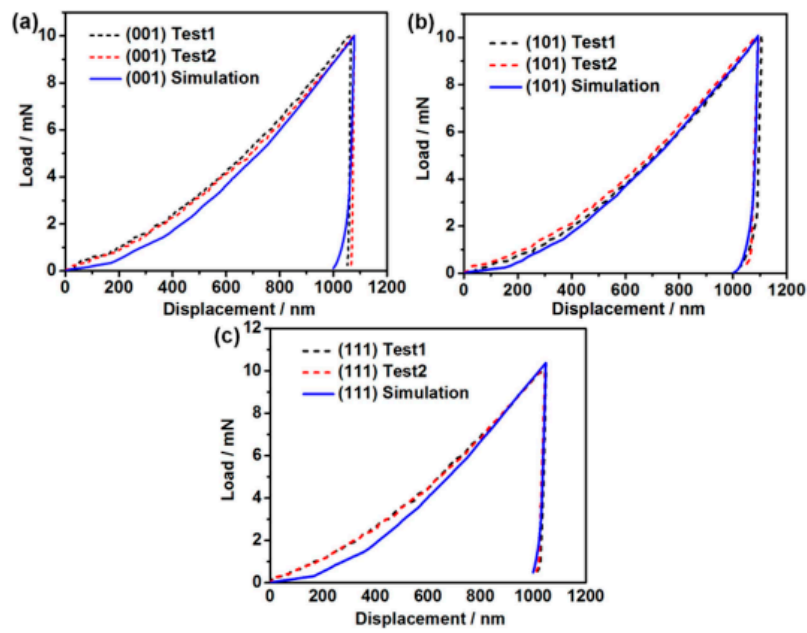 (a)
(001) Test1
(001) Test2
(001) Simulation
10
8
6
4
2
0
Load / mN
0 200 400 600 800 1000 1200
Displacement / nm
(b)
(101) Test1
(101) Test2
(101) Simulation
10
8
6
4
2
0
Load / mN
0 200 400 600 800 1000 1200
Displacement / nm
(c)
(111) Test1
(111) Test2
(111) Simulation
12
10
8
6
4
2
0
Load / mN
0 200 400 600 800 1000 1200
Displacement / nm